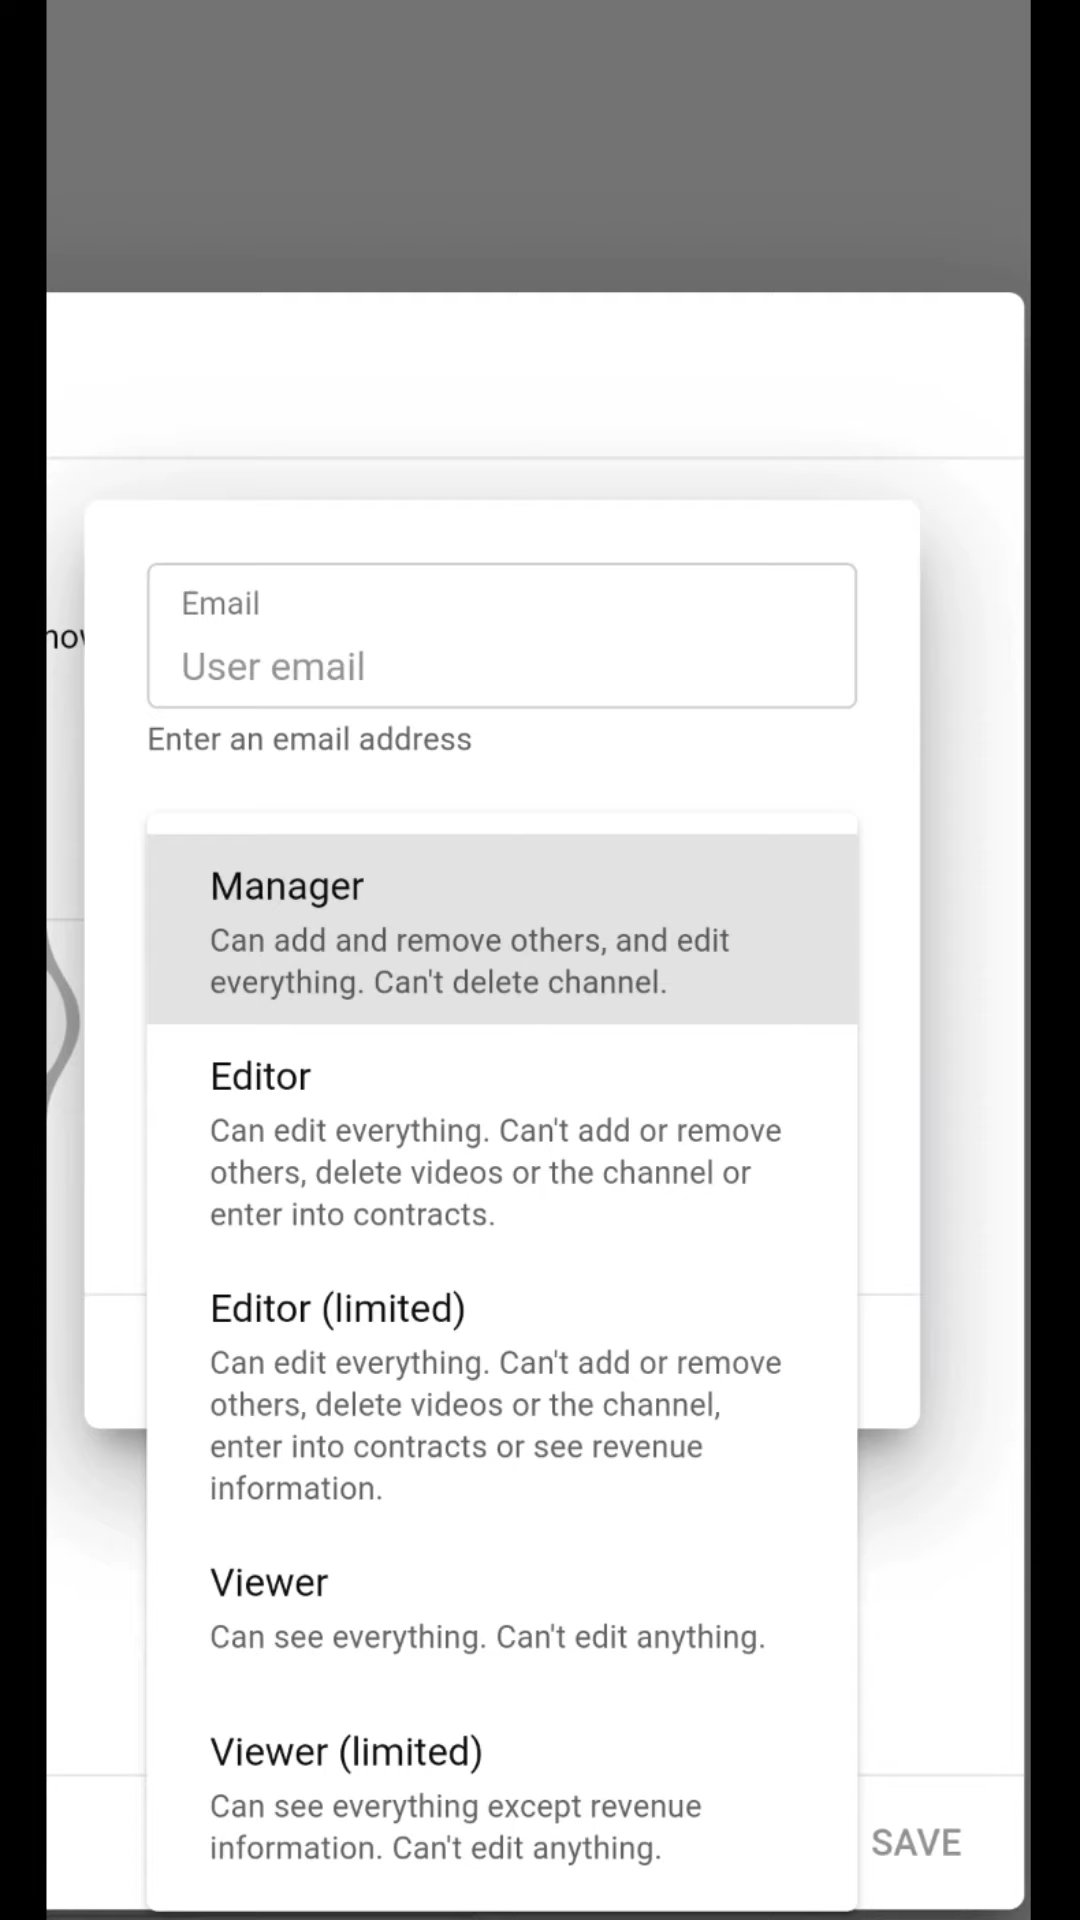 Email
User email
Enter an email address
Manager
Can add and remove others, and edit
everything. Can't delete channel.
Editor
Can edit everything. Can't add or remove
others, delete videos or the channel or
enter into contracts.
Editor (limited)
Can edit everything. Can't add or remove
others, delete videos or the channel,
enter into contracts or see revenue
information.
Viewer
Can see everything. Can't edit anything.
Viewer (limited)
Can see everything except revenue
information. Can't edit anything.
SAVE